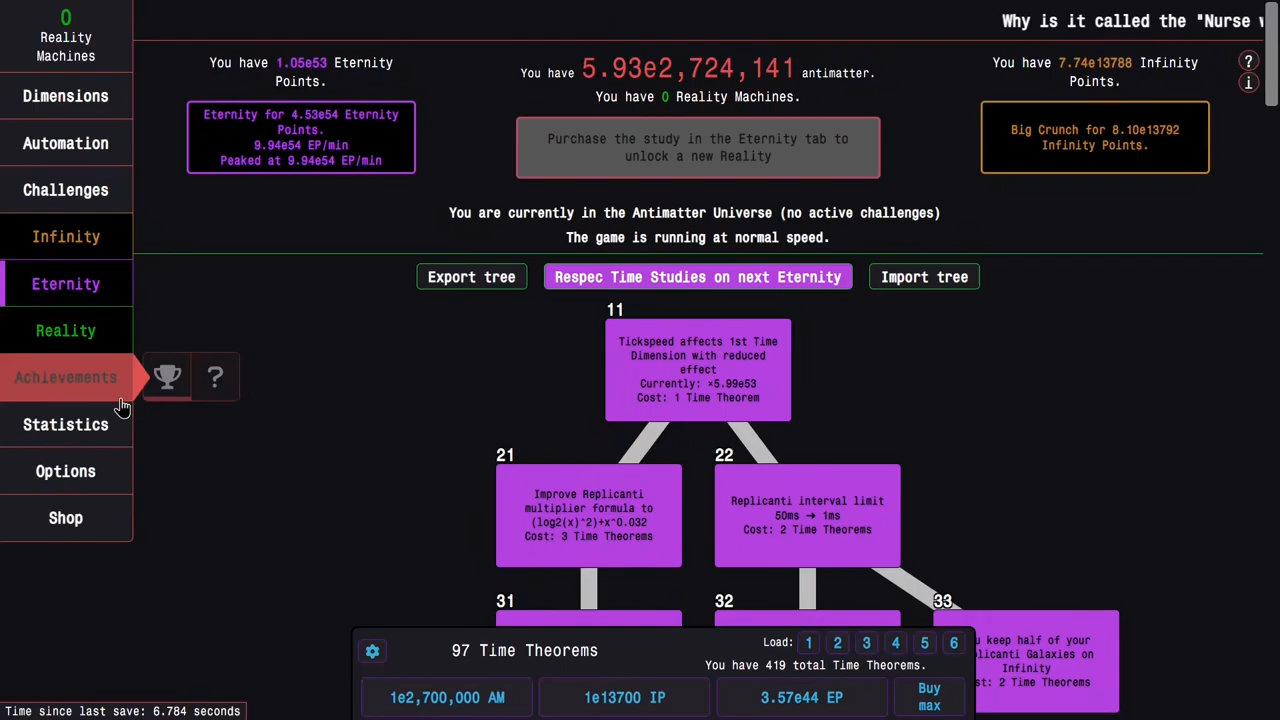 0
Reality
Machines
Dimensions
Automation
Challenges
Infinity
Eternity
Reality
Achievements
?
Statistics
Options
Shop
Why is it called the "Nurse
You have 1.05e53 Eternity
Points.
Eternity for 4.53e54 Eternity
Points.
9.94e54 EP/min
Peaked at 9.94e54 EP/min
You have 5.93e2,724,141 antimatter.
You have 0 Reality Machines.
Purchase the study in the Eternity tab to
unlock a new Reality
You have 7.74e13788 Infinity
Points.
Big Crunch for 8.10e13792
Infinity Points.
?
i
You are currently in the Antimatter Universe (no active challenges)
The game is running at normal speed.
Export tree
Respec Time Studies on next Eternity
Import tree
11
Tickspeed affects 1st Time
Dimension with reduced
effect
Currently: ×5.99e53
Cost: 1 Time Theorem
21
Improve Replicanti
multiplier formula to
(log2(x)^2)+x^0.032
Cost: 3 Time Theorems
22
Replicanti interval limit
50ms → 1ms
Cost: 2 Time Theorems
31
32
33
keep half of your
Galaxies on
Infinity
2 Time Theorems
97 Time Theorems
Load: 1 2 3 4 5 6
You have 419 total Time Theorems.
1e2,700,000 AM
1e13700 IP
3.57e44 EP
Buy
max
Time since last save: 6.784 seconds